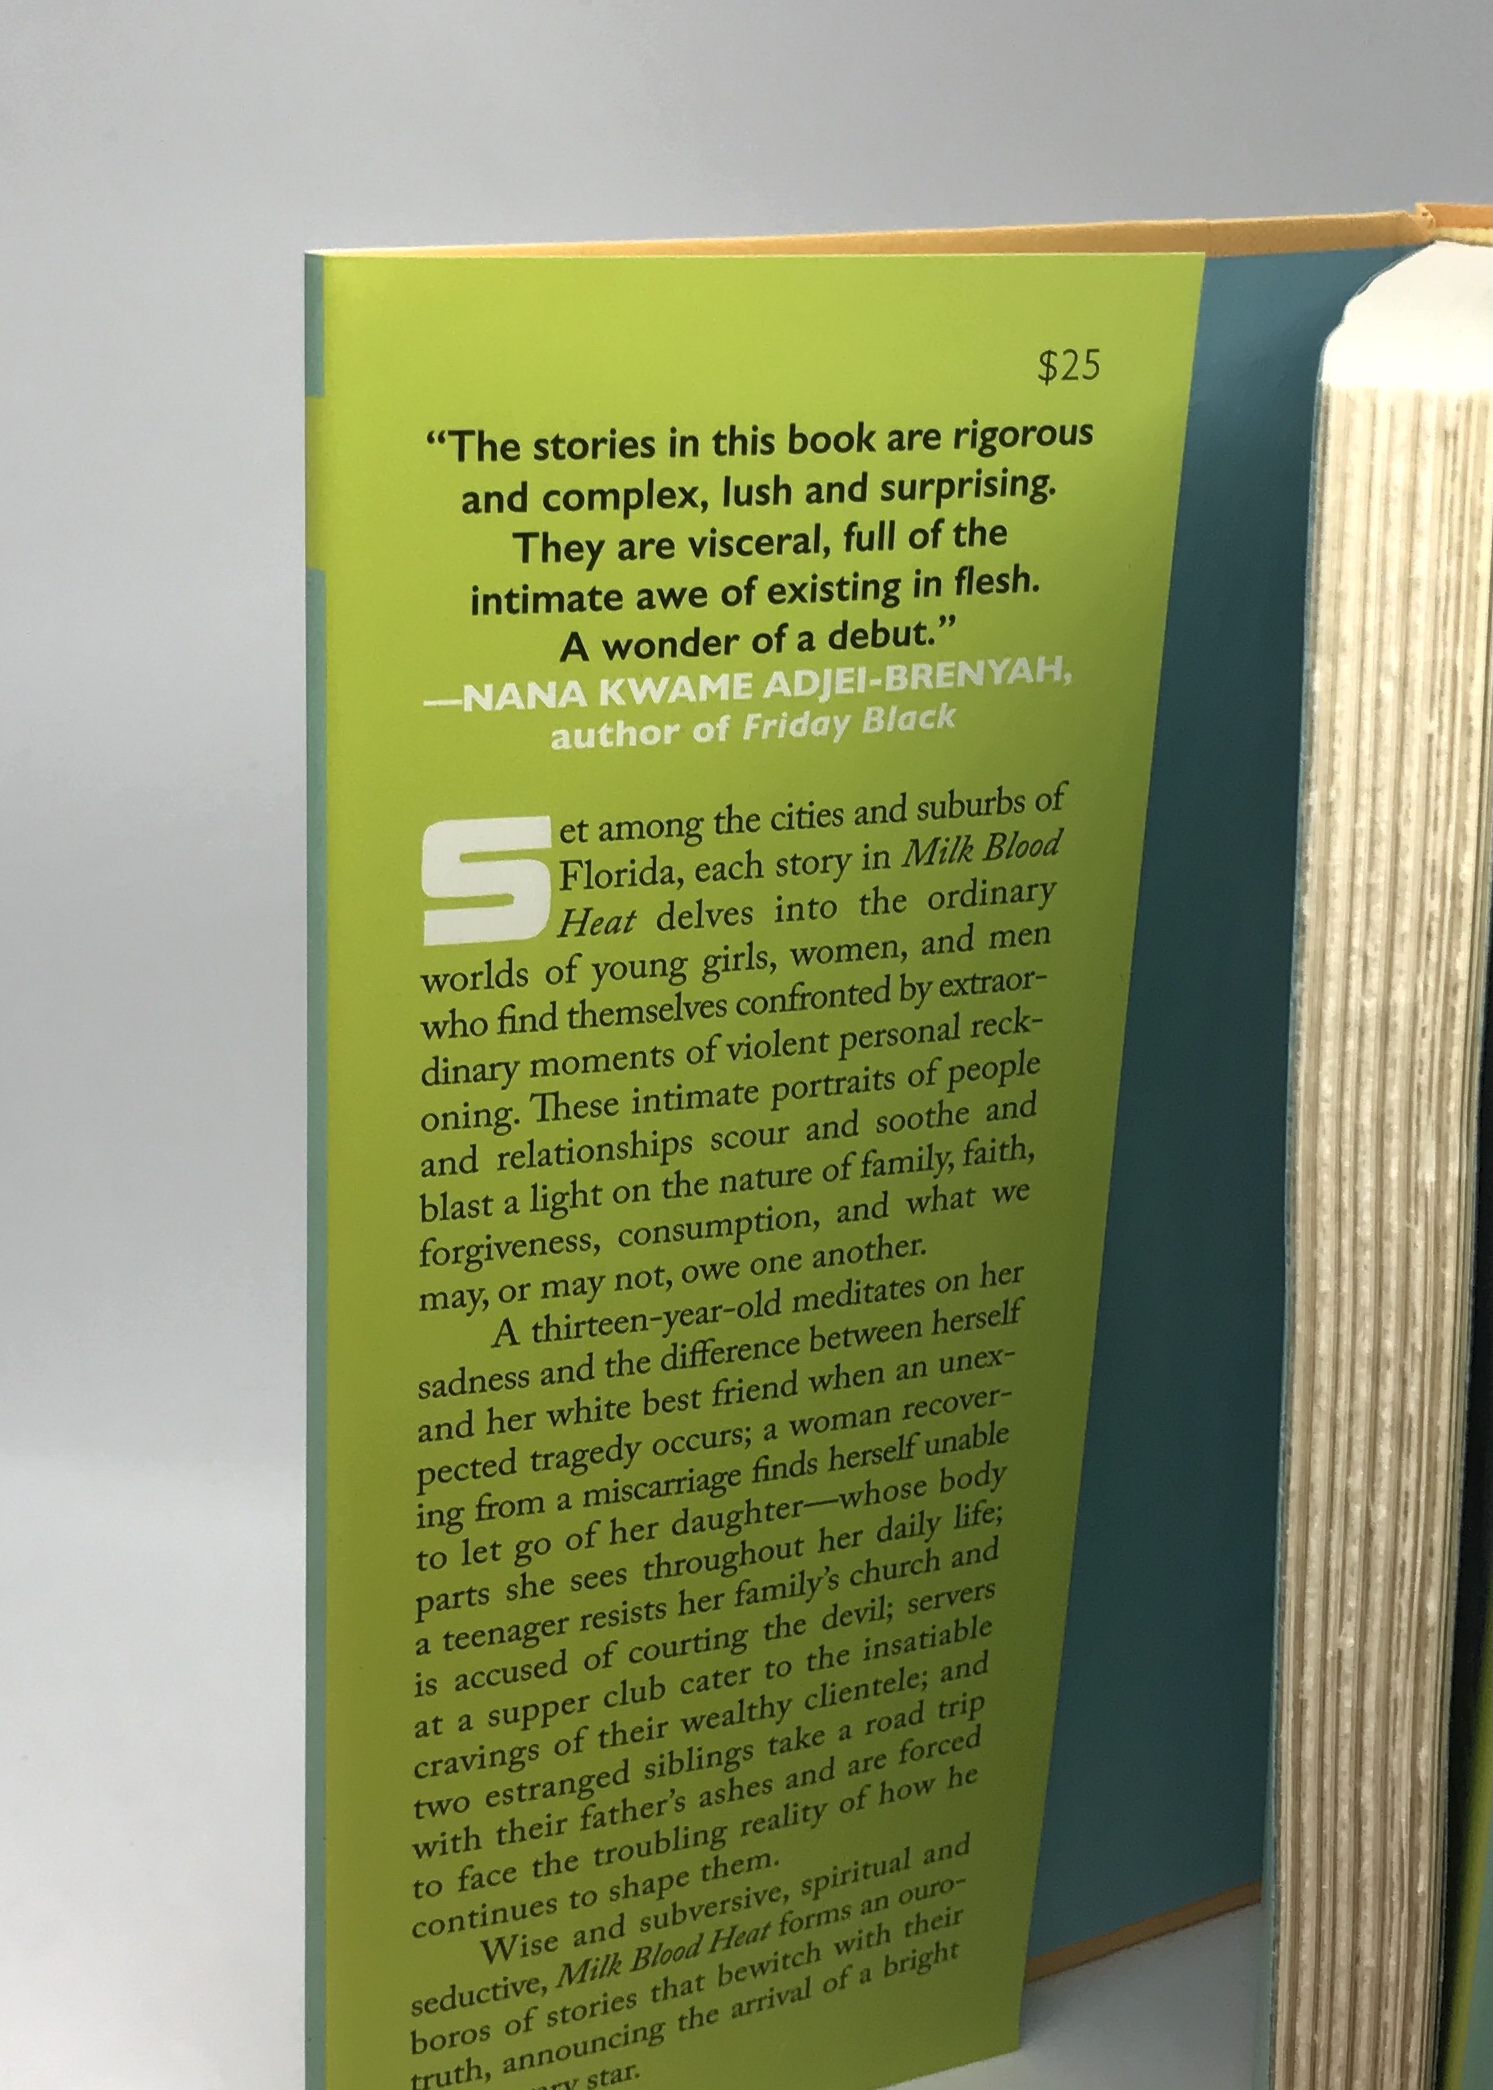 $25
“The stories in this book are rigorous
and complex, lush and surprising.
They are visceral, full of the
intimate awe of existing in flesh.
A wonder of a debut.”
—NANA KWAME ADJEI-BRENYAH,
author of Friday Black
Set among the cities and suburbs of
Florida, each story in Milk Blood
Heat delves into the ordinary
worlds of young girls, women, and men
who find themselves confronted by extraor-
dinary moments of violent personal reck-
oning. These intimate portraits of people
and relationships scour and soothe and
blast a light on the nature of family, faith,
forgiveness, consumption, and what we
may, or may not, owe one another.
A thirteen-year-old meditates on her
sadness and the difference between herself
and her white best friend when an unex-
pected tragedy occurs; a woman recover-
ing from a miscarriage finds herself unable
to let go of her daughter—whose body
parts she sees throughout her daily life;
a teenager resists her family’s church and
is accused of courting the devil; servers
at a supper club cater to the insatiable
cravings of their wealthy clientele; and
two estranged siblings take a road trip
with their father’s ashes and are forced
to face the troubling reality of how he
continues to shape them.
Wise and subversive, spiritual and
seductive, Milk Blood Heat forms an ouro-
boros of stories that bewitch with their
truth, announcing the arrival of a bright
star.